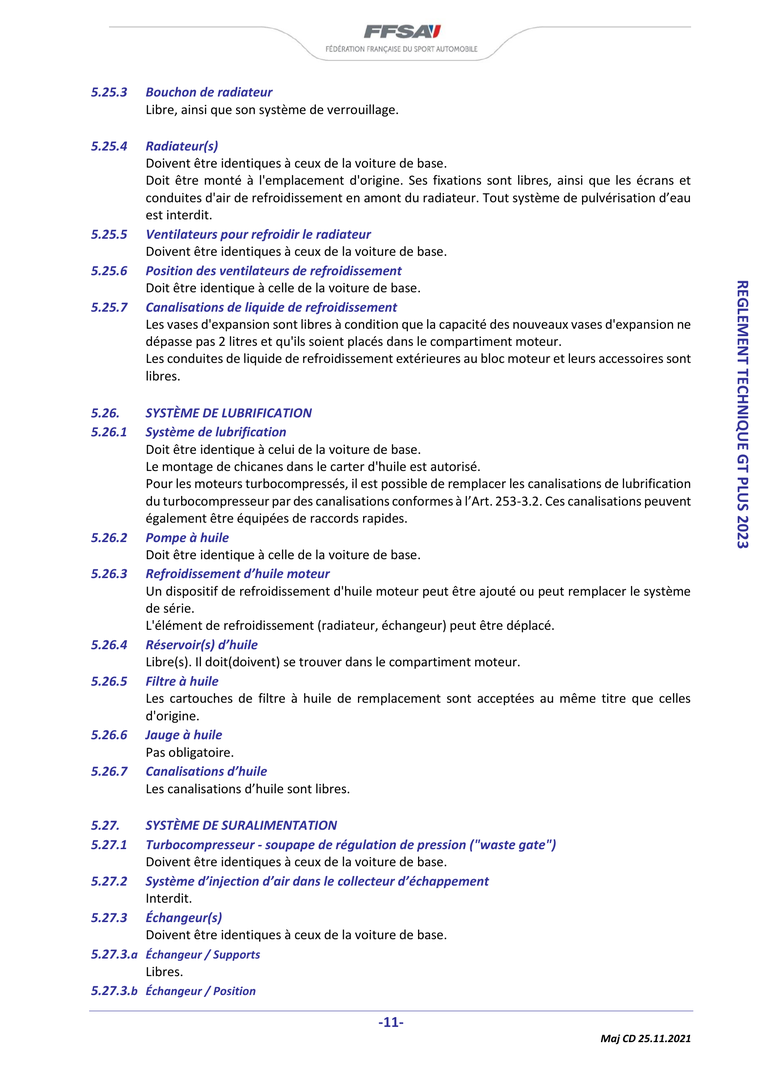 FFSA
FÉDÉRATION FRANÇAISE DU SPORT AUTOMOBILE
5.25.3 Bouchon de radiateur
Libre, ainsi que son système de verrouillage.
5.25.4 Radiateur(s)
Doivent être identiques à ceux de la voiture de base.
Doit être monté à l'emplacement d'origine. Ses fixations sont libres, ainsi que les écrans et
conduites d'air de refroidissement en amont du radiateur. Tout système de pulvérisation d’eau
est interdit.
5.25.5 Ventilateurs pour refroidir le radiateur
Doivent être identiques à ceux de la voiture de base.
5.25.6 Position des ventilateurs de refroidissement
Doit être identique à celle de la voiture de base.
5.25.7 Canalisations de liquide de refroidissement
Les vases d'expansion sont libres à condition que la capacité des nouveaux vases d'expansion ne
dépasse pas 2 litres et qu'ils soient placés dans le compartiment moteur.
Les conduites de liquide de refroidissement extérieures au bloc moteur et leurs accessoires sont
libres.
5.26. SYSTÈME DE LUBRIFICATION
5.26.1 Système de lubrification
Doit être identique à celui de la voiture de base.
Le montage de chicanes dans le carter d'huile est autorisé.
Pour les moteurs turbocompressés, il est possible de remplacer les canalisations de lubrification
du turbocompresseur par des canalisations conformes à l’Art. 253-3.2. Ces canalisations peuvent
également être équipées de raccords rapides.
5.26.2 Pompe à huile
Doit être identique à celle de la voiture de base.
5.26.3 Refroidissement d’huile moteur
Un dispositif de refroidissement d'huile moteur peut être ajouté ou peut remplacer le système
de série.
L'élément de refroidissement (radiateur, échangeur) peut être déplacé.
5.26.4 Réservoir(s) d’huile
Libre(s). Il doit(doivent) se trouver dans le compartiment moteur.
5.26.5 Filtre à huile
Les cartouches de filtre à huile de remplacement sont acceptées au même titre que celles
d'origine.
5.26.6 Jauge à huile
Pas obligatoire.
5.26.7 Canalisations d’huile
Les canalisations d’huile sont libres.
5.27. SYSTÈME DE SURALIMENTATION
5.27.1 Turbocompresseur - soupape de régulation de pression ("waste gate")
Doivent être identiques à ceux de la voiture de base.
5.27.2 Système d’injection d’air dans le collecteur d’échappement
Interdit.
5.27.3 Échangeur(s)
Doivent être identiques à ceux de la voiture de base.
5.27.3.a Échangeur / Supports
Libres.
5.27.3.b Échangeur / Position
REGLEMENT TECHNIQUE GT PLUS 2023
-11-
Maj CD 25.11.2021